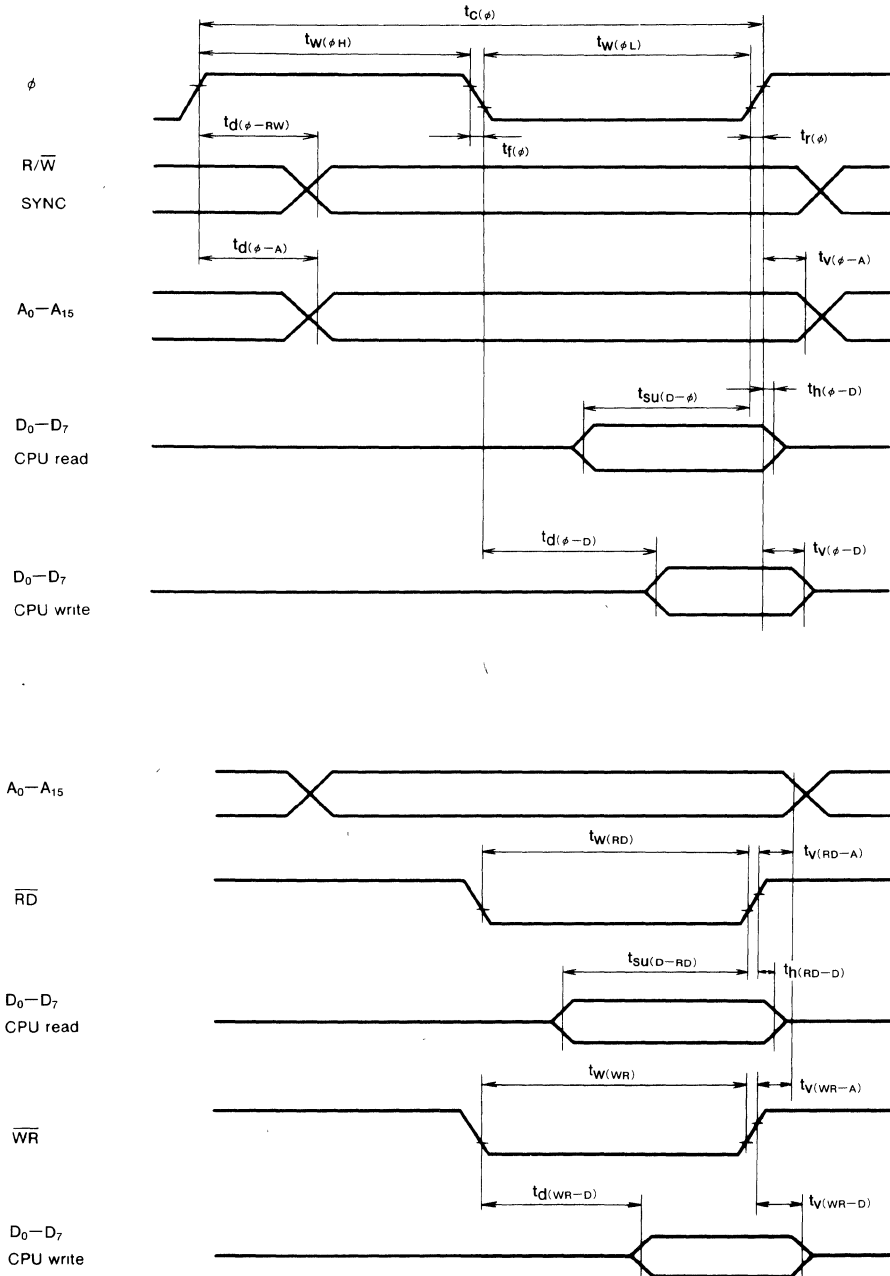 tC(φ)
tW(φH)
tW(φL)
φ
td(φ−RW)
tf(φ)
tr(φ)
R/W̅
SYNC
td(φ−A)
tv(φ−A)
A₀−A₁₅
tsu(D−φ)
th(φ−D)
D₀−D₇
CPU read
td(φ−D)
tv(φ−D)
D₀−D₇
CPU write
A₀−A₁₅
tW(RD)
tv(RD−A)
R̅D̅
tsu(D−RD)
th(RD−D)
D₀−D₇
CPU read
tW(WR)
tv(WR−A)
W̅R̅
td(WR−D)
tv(WR−D)
D₀−D₇
CPU write